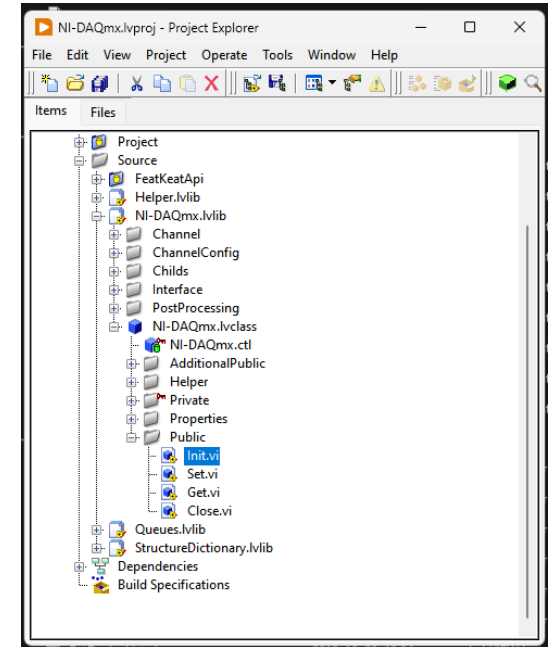 NI-DAQmx.lvproj - Project Explorer
File Edit View Project Operate Tools Window Help
Items Files
Project
Source
FeatKeatApi
Helper.lvlib
NI-DAQmx.lvlib
Channel
ChannelConfig
Childs
Interface
PostProcessing
NI-DAQmx.lvclass
NI-DAQmx.ctl
AdditionalPublic
Helper
Private
Properties
Public
Init.vi
Set.vi
Get.vi
Close.vi
Queues.lvlib
StructureDictionary.lvlib
Dependencies
Build Specifications